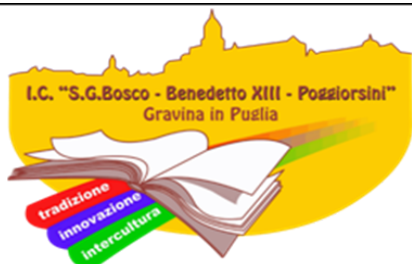 I.C. “S.G.Bosco - Benedetto XIII - Poggiorsini”
Gravina in Puglia
tradizione
innovazione
intercultura